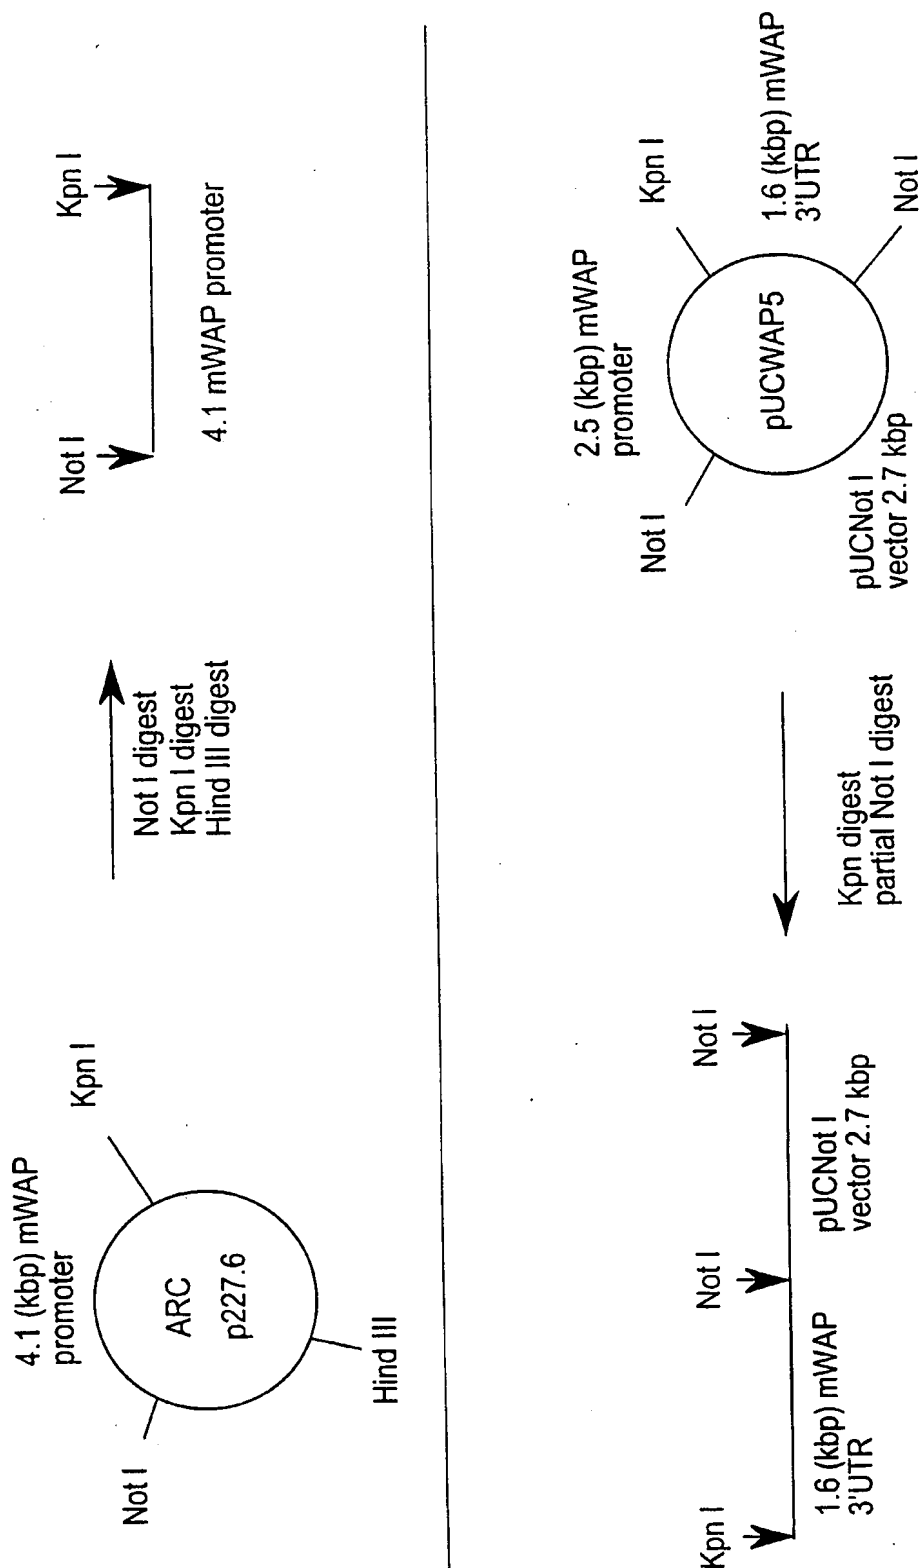 4.1 (kbp) mWAP
promoter
Kpn I
Not I
ARC
p227.6
Hind III
Not I digest
Kpn I digest
Hind III digest
Not I
Kpn I
4.1 mWAP promoter
Kpn I
Not I
Not I
1.6 (kbp) mWAP
3'UTR
pUCNot I
vector 2.7 kbp
Kpn digest
partial Not I digest
2.5 (kbp) mWAP
promoter
Not I
Kpn I
pUCWAP5
1.6 (kbp) mWAP
3'UTR
Not I
pUCNot I
vector 2.7 kbp